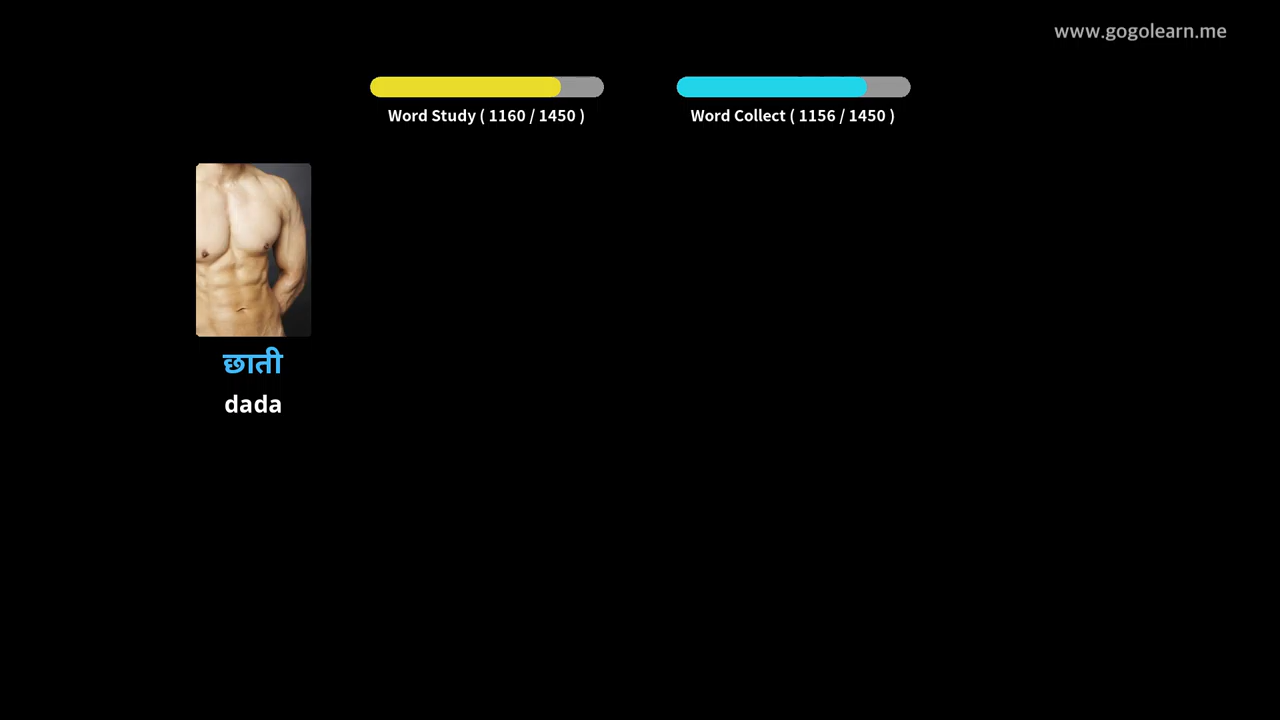 www.gogolearn.me
Word Study ( 1160 / 1450 )
Word Collect ( 1156 / 1450 )
छाती
dada